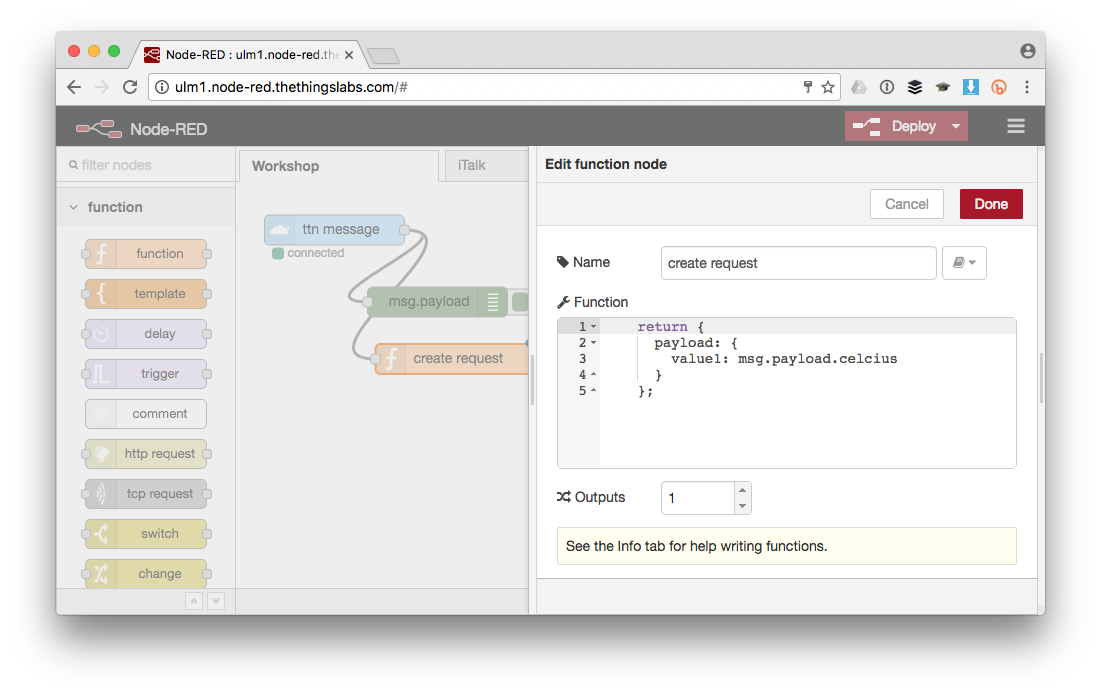 Node-RED : ulm1.node-red.the
ulm1.node-red.thethingslabs.com/#
Node-RED
Deploy
filter nodes
function
function
template
delay
trigger
comment
http request
tcp request
switch
change
Workshop
iTalk
ttn message
connected
msg.payload
create request
Edit function node
Cancel
Done
Name
create request
Function
1 return {
2 payload: {
3 value1: msg.payload.celcius
4 }
5 };
Outputs
1
See the Info tab for help writing functions.